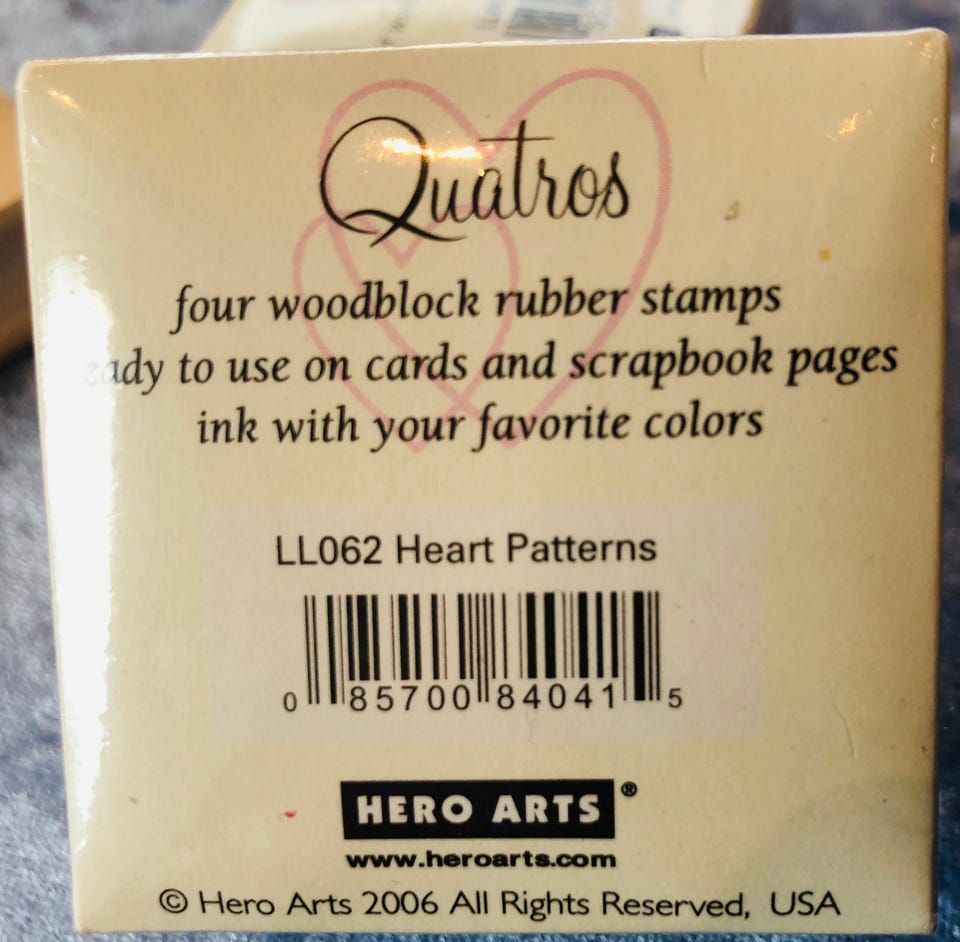 Quatros
four woodblock rubber stamps
ready to use on cards and scrapbook pages
ink with your favorite colors
LL062 Heart Patterns
0 85700 84041 5
HERO ARTS®
www.heroarts.com
© Hero Arts 2006 All Rights Reserved, USA